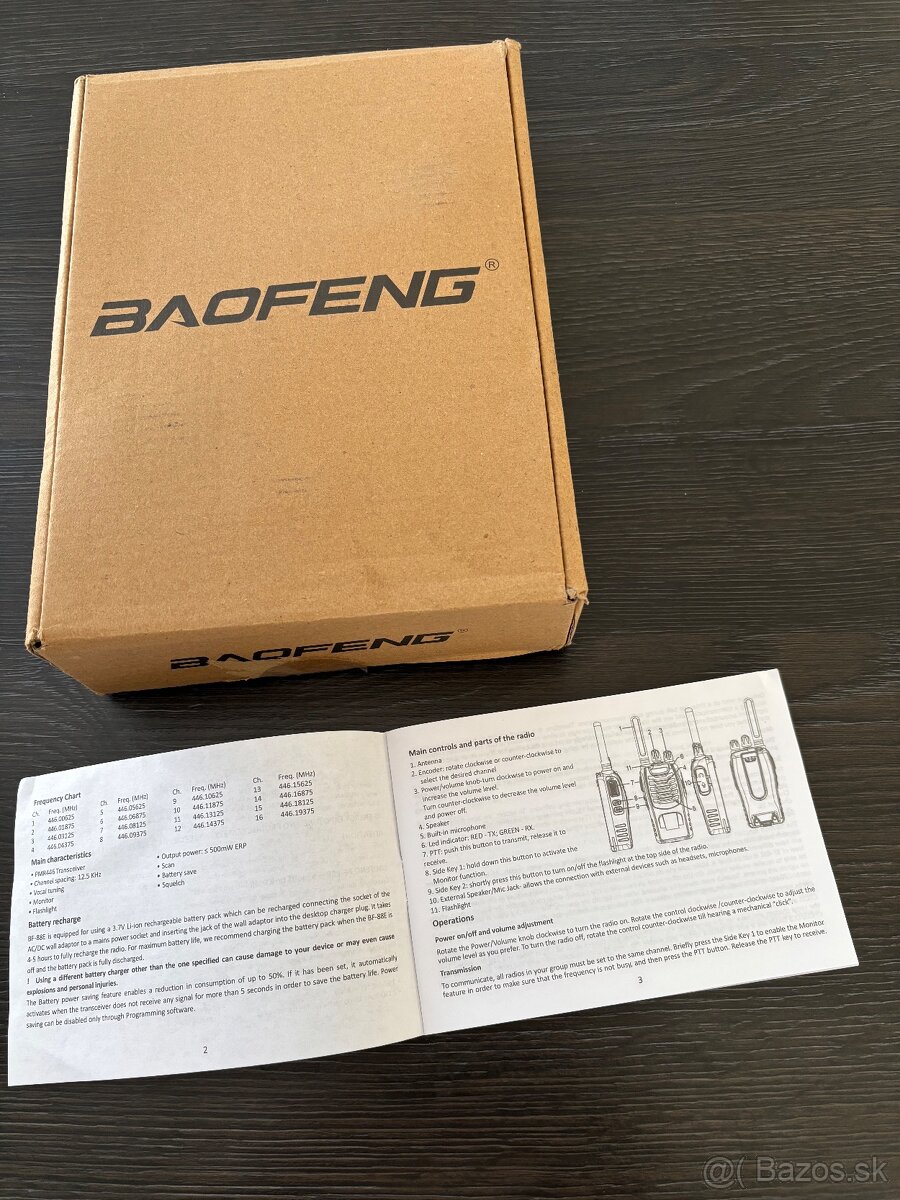 BAOFENG®
BAOFENG®
Frequency Chart
Ch. Freq. (MHz) Ch. Freq. (MHz) Ch. Freq. (MHz) Ch. Freq. (MHz)
1 446.00625 5 446.05625 9 446.10625 13 446.15625
2 446.01875 6 446.06875 10 446.11875 14 446.16875
3 446.03125 7 446.08125 11 446.13125 15 446.18125
4 446.04375 8 446.09375 12 446.14375 16 446.19375
Main characteristics
• PMR446 Transceiver
• Channel spacing: 12.5 KHz
• Vocal tuning
• Monitor
• Flashlight
• Output power: ≤ 500mW ERP
• Scan
• Battery save
• Squelch
Battery recharge
BF-88E is equipped for using a 3.7V Li-ion rechargeable battery pack which can be recharged connecting the socket of the
AC/DC wall adaptor to a mains power socket and inserting the jack of the wall adaptor into the desktop charger plug, it takes
4-5 hours to fully recharge the radio. For maximum battery life, we recommend charging the battery pack when the BF-88E is
off and the battery pack is fully discharged.
! Using a different battery charger other than the one specified can cause damage to your device or may even cause
explosions and personal injuries.
The Battery power saving feature enables a reduction in consumption of up to 50%. If it has been set, it automatically
activates when the transceiver does not receive any signal for more than 5 seconds in order to save the battery life. Power
saving can be disabled only through Programming software.
2
Main controls and parts of the radio
1. Antenna
2. Encoder: rotate clockwise or counter-clockwise to
select the desired channel
3. Power/volume knob-turn clockwise to power on and
increase the volume level.
Turn counter-clockwise to decrease the volume level
and power off.
4. Speaker
5. Built-in microphone
6. Led indicator: RED - TX; GREEN - RX.
7. PTT: push this button to transmit, release it to
receive.
8. Side Key 1: hold down this button to activate the
Monitor function.
9. Side Key 2: shortly press this button to turn on/off the flashlight at the top side of the radio.
10. External Speaker/Mic Jack- allows the connection with external devices such as headsets, microphones.
11. Flashlight
Operations
Power on/off and volume adjustment
Rotate the Power/Volume knob clockwise to turn the radio on. Rotate the control clockwise /counter-clockwise to adjust the
volume level as you prefer. To turn the radio off, rotate the control counter-clockwise till hearing a mechanical "click".
Transmission
To communicate, all radios in your group must be set to the same channel. Briefly press the Side Key 1 to enable the Monitor
feature in order to make sure that the frequency is not busy, and then press the PTT button. Release the PTT key to receive.
3
@( Bazos.sk